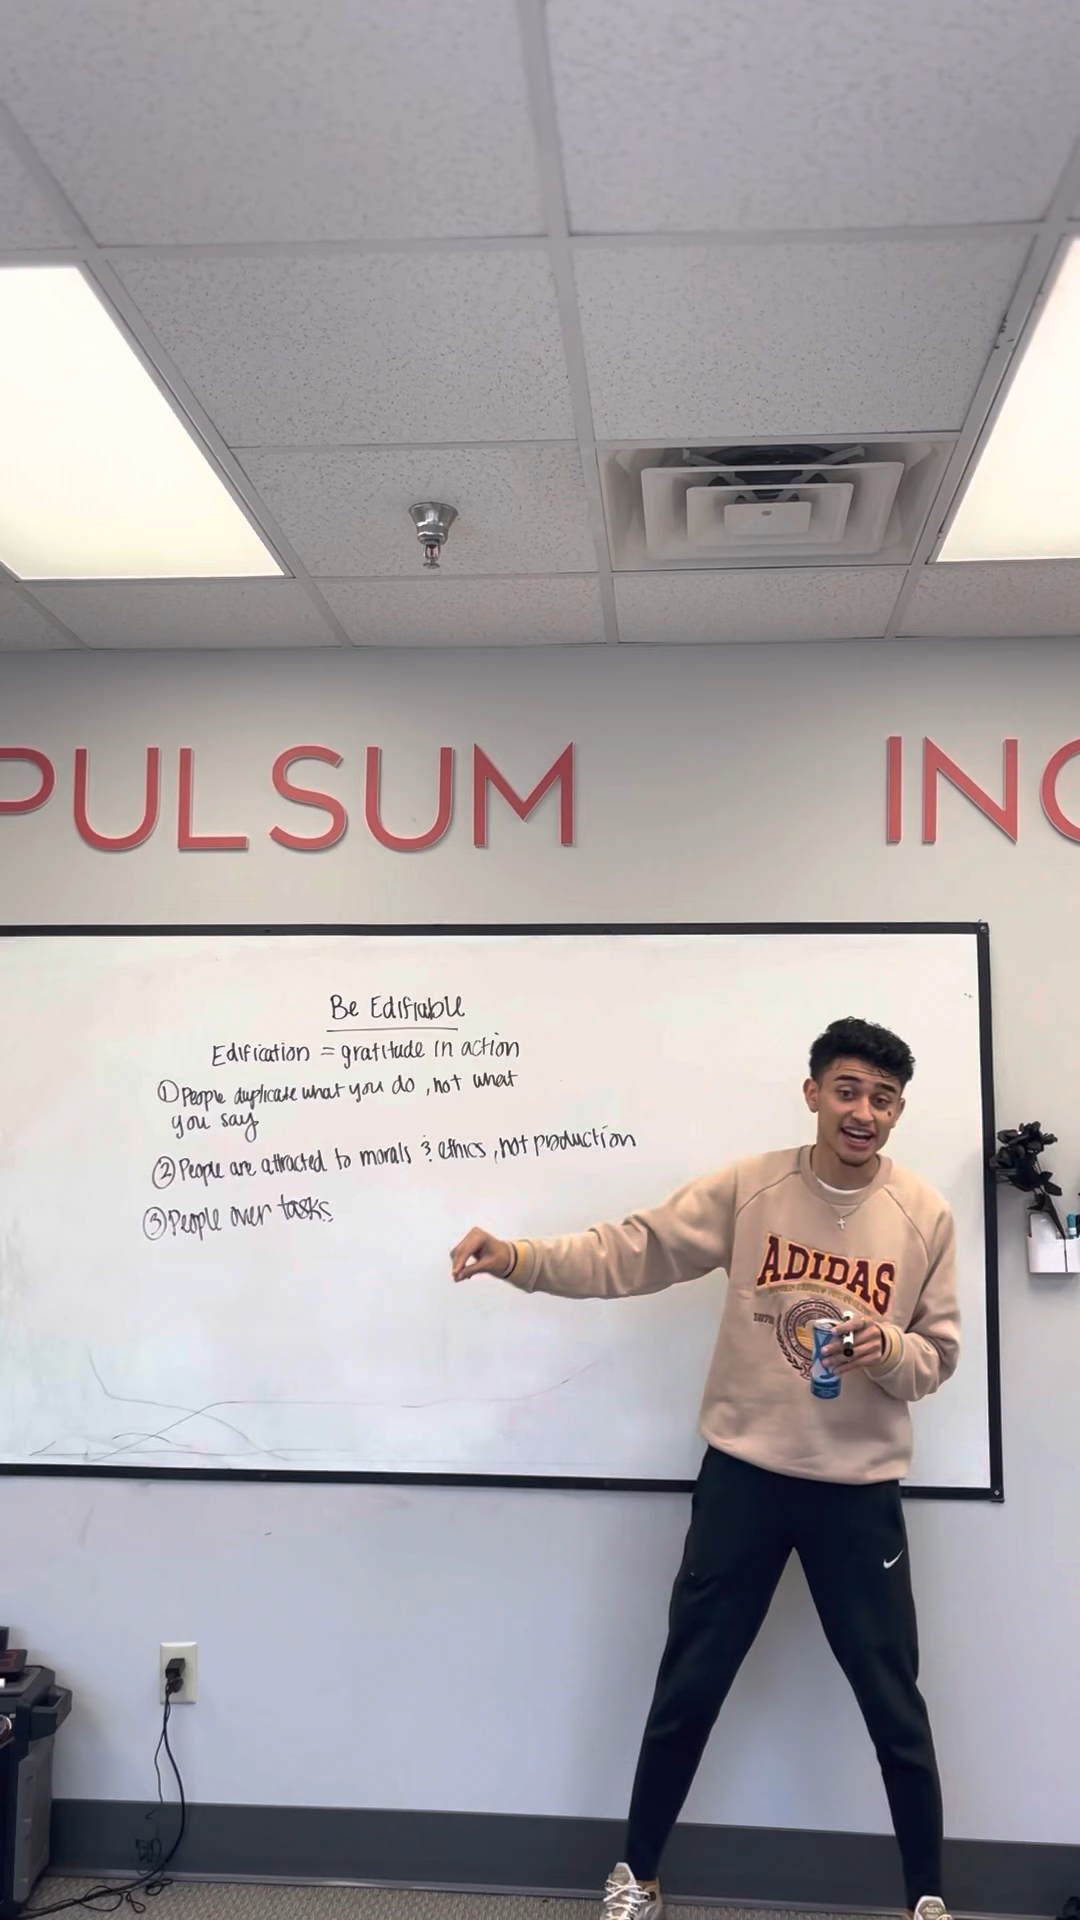 PULSUM INC
Be Edifiable
Edification = gratitude in action
① People duplicate what you do, not what
you say
② People are attracted to morals & ethics, not production
③ People over tasks
ADIDAS